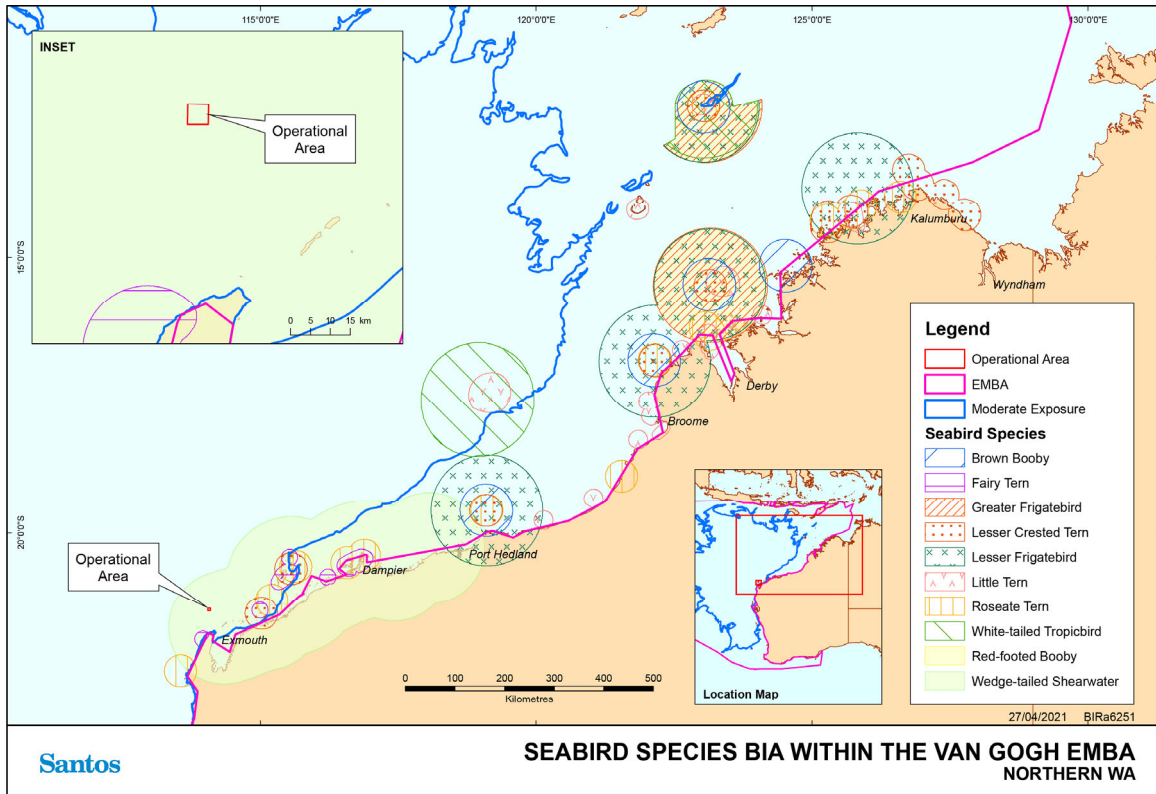 115°0'0"E
120°0'0"E
125°0'0"E
130°0'0"E
INSET
Operational
Area
0 5 10 15 km
15°0'0"S
20°0'0"S
Kalumburu
Wyndham
Derby
Broome
Port Hedland
Dampier
Exmouth
Operational
Area
0 100 200 300 400 500
Kilometres
Location Map
Legend
Operational Area
EMBA
Moderate Exposure
Seabird Species
Brown Booby
Fairy Tern
Greater Frigatebird
Lesser Crested Tern
Lesser Frigatebird
Little Tern
Roseate Tern
White-tailed Tropicbird
Red-footed Booby
Wedge-tailed Shearwater
27/04/2021 BIRa6251
Santos
SEABIRD SPECIES BIA WITHIN THE VAN GOGH EMBA
NORTHERN WA